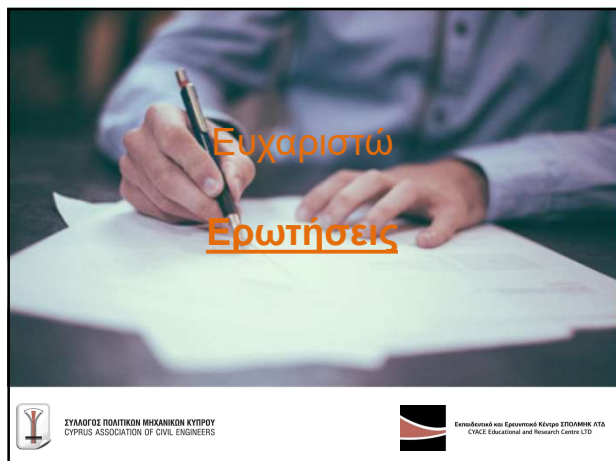 Ευχαριστώ
Ερωτήσεις
ΣΥΛΛΟΓΟΣ ΠΟΛΙΤΙΚΩΝ ΜΗΧΑΝΙΚΩΝ ΚΥΠΡΟΥ
CYPRUS ASSOCIATION OF CIVIL ENGINEERS
Εκπαιδευτικό και Ερευνητικό Κέντρο ΣΠΟΛΜΗΚ ΛΤΔ
CYACE Educational and Research Centre LTD